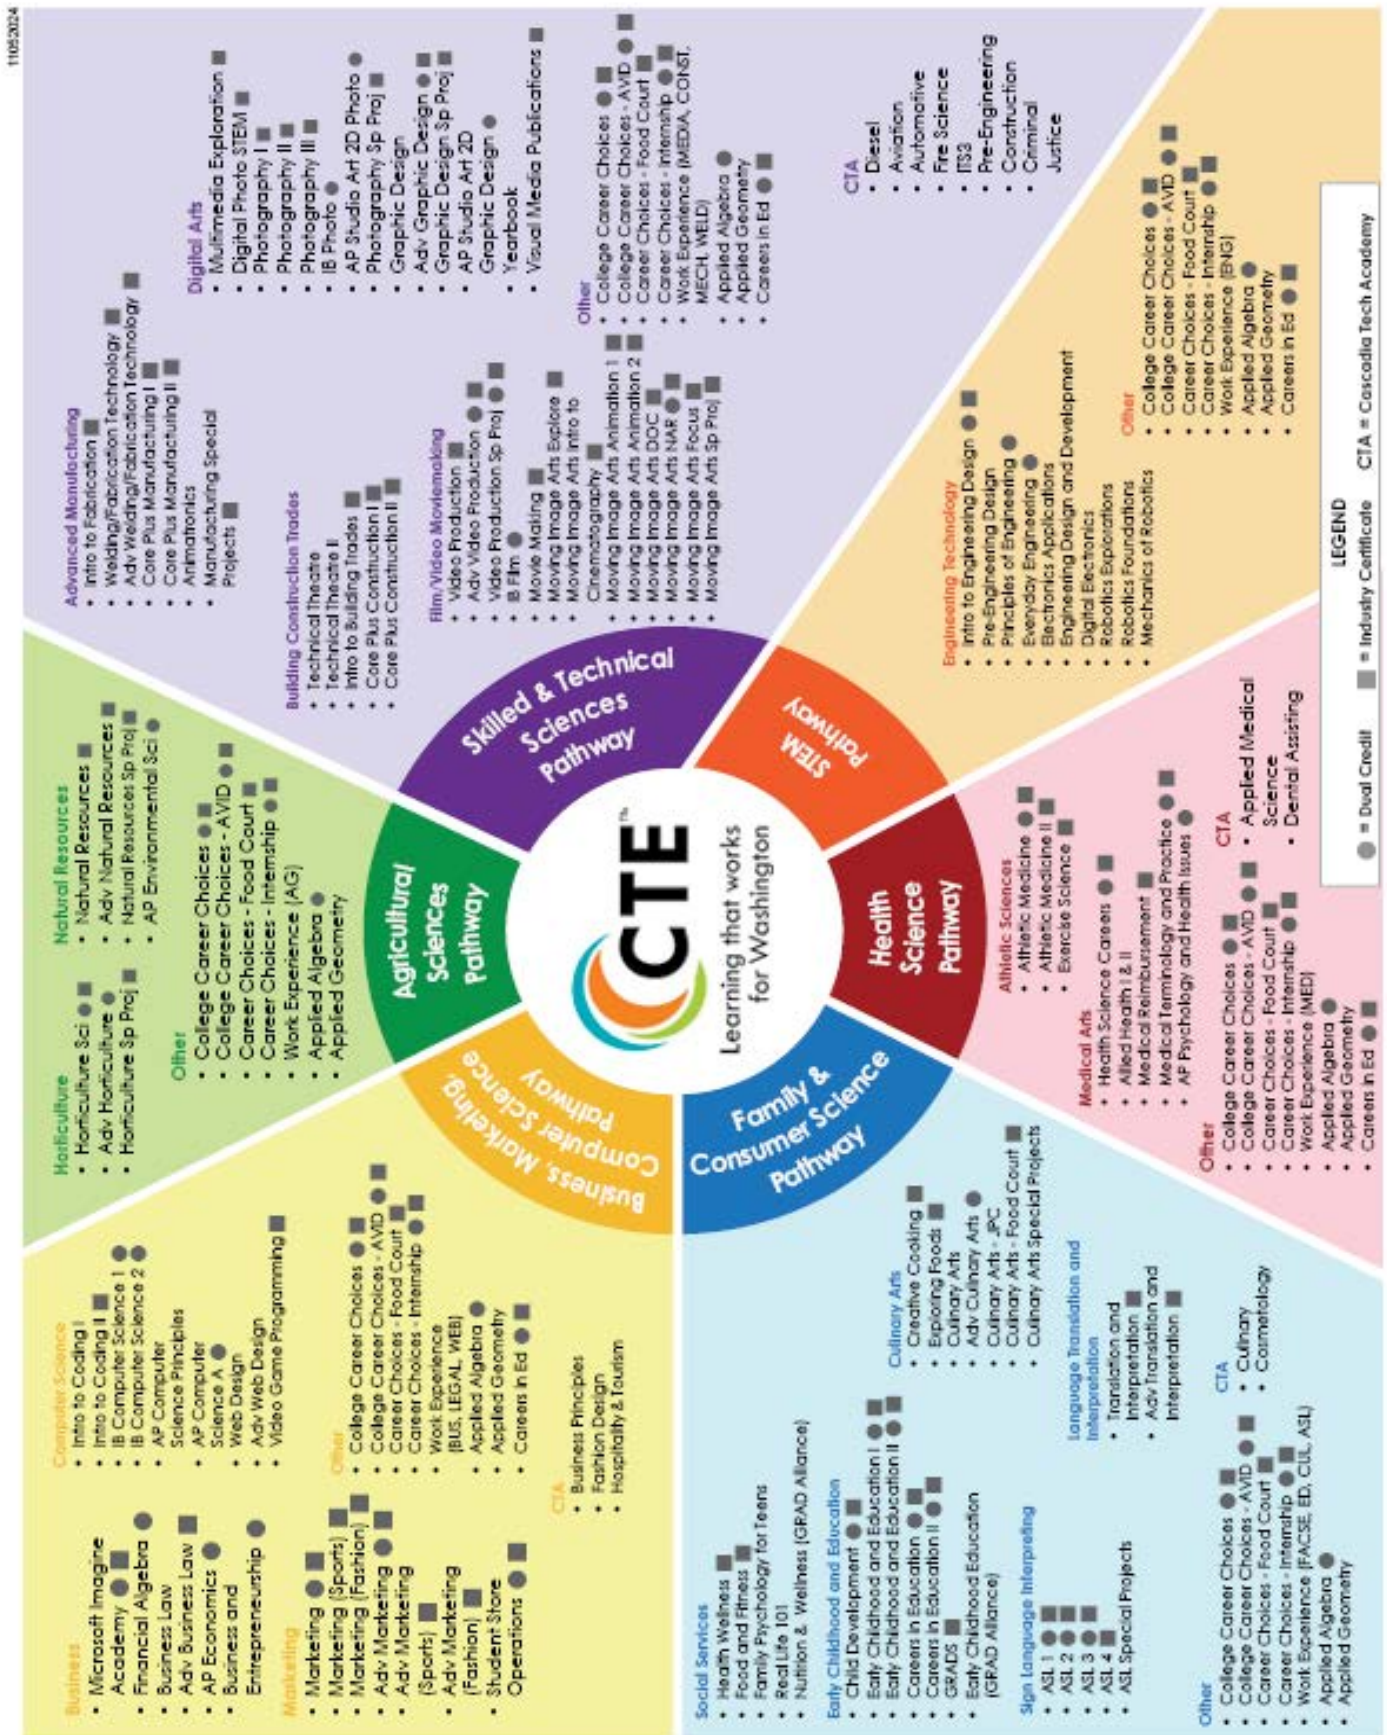 11052024
Business
• Microsoft Imagine
Academy
• Financial Algebra
• Business Law
• Adv Business Law
• AP Economics
• Business and
Entrepreneurship
Marketing
• Marketing
• Marketing (Sports)
• Marketing (Fashion)
• Adv Marketing
• Adv Marketing
(Sports)
• Adv Marketing
(Fashion)
• Student Store
Operations
Computer Science
• Intro to Coding I
• Intro to Coding II
• IB Computer Science 1
• IB Computer Science 2
• AP Computer
Science Principles
• AP Computer
Science A
• Web Design
• Adv Web Design
• Video Game Programming
Other
• College Career Choices
• College Career Choices - AVID
• Career Choices - Food Court
• Career Choices - Internship
• Work Experience
(BUS, LEGAL, WEB)
• Applied Algebra
• Applied Geometry
• Careers in Ed
CTA
• Business Principles
• Fashion Design
• Hospitality & Tourism
Horticulture
• Horticulture Sci
• Adv Horticulture
• Horticulture Sp Proj
Natural Resources
• Natural Resources
• Adv Natural Resources
• Natural Resources Sp Proj
• AP Environmental Sci
Other
• College Career Choices
• College Career Choices - AVID
• Career Choices - Food Court
• Career Choices - Internship
• Work Experience (AG)
• Applied Algebra
• Applied Geometry
Advanced Manufacturing
• Intro to Fabrication
• Welding/Fabrication Technology
• Adv Welding/Fabrication Technology
• Core Plus Manufacturing I
• Core Plus Manufacturing II
• Animatronics
• Manufacturing Special
Projects
Building Construction Trades
• Technical Theatre
• Technical Theatre II
• Intro to Building Trades
• Core Plus Construction I
• Core Plus Construction II
Film/Video Moviemaking
• Video Production
• Adv Video Production
• Video Production Sp Proj
• IB Film
• Movie Making
• Moving Image Arts Explore
• Moving Image Arts Intro to
Cinematography
• Moving Image Arts Animation 1
• Moving Image Arts Animation 2
• Moving Image Arts DOC
• Moving Image Arts NAR
• Moving Image Arts Focus
• Moving Image Arts Sp Proj
Digital Arts
• Multimedia Exploration
• Digital Photo STEM
• Photography I
• Photography II
• Photography III
• IB Photo
• AP Studio Art 2D Photo
• Photography Sp Proj
• Graphic Design
• Adv Graphic Design
• Graphic Design Sp Proj
• AP Studio Art 2D
Graphic Design
• Yearbook
• Visual Media Publications
Other
• College Career Choices
• College Career Choices - AVID
• Career Choices - Food Court
• Career Choices - Internship
• Work Experience (MEDIA, CONST,
MECH, WELD)
• Applied Algebra
• Applied Geometry
• Careers in Ed
CTA
• Diesel
• Aviation
• Automotive
• Fire Science
• ITS3
• Pre-Engineering
• Construction
• Criminal
Justice
Business, Marketing,
Computer Science
Pathway
Agricultural
Sciences
Pathway
Skilled & Technical
Sciences
Pathway
CTE
Learning that works
for Washington
Family &
Consumer Science
Pathway
Health
Science
Pathway
STEM
Pathway
Social Services
• Health Wellness
• Food and Fitness
• Family Psychology for Teens
• Real Life 101
• Nutrition & Wellness (GRAD Alliance)
Early Childhood and Education
• Child Development
• Early Childhood and Education I
• Early Childhood and Education II
• Careers in Education
• Careers in Education II
• GRADS
• Early Childhood Education
(GRAD Alliance)
Sign Language Interpreting
• ASL 1
• ASL 2
• ASL 3
• ASL 4
• ASL Special Projects
Other
• College Career Choices
• College Career Choices - AVID
• Career Choices - Food Court
• Career Choices - Internship
• Work Experience (FACSE, ED, CUL, ASL)
• Applied Algebra
• Applied Geometry
Culinary Arts
• Creative Cooking
• Exploring Foods
• Culinary Arts
• Adv Culinary Arts
• Culinary Arts - JPC
• Culinary Arts - Food Court
• Culinary Arts Special Projects
Language Translation and
Interpretation
• Translation and
Interpretation
• Adv Translation and
Interpretation
CTA
• Culinary
• Cosmetology
Athletic Sciences
• Athletic Medicine
• Athletic Medicine II
• Exercise Science
Medical Arts
• Health Science Careers
• Allied Health I & II
• Medical Reimbursement
• Medical Terminology and Practice
• AP Psychology and Health Issues
Other
• College Career Choices
• College Career Choices - AVID
• Career Choices - Food Court
• Career Choices - Internship
• Work Experience (MED)
• Applied Algebra
• Applied Geometry
• Careers in Ed
CTA
• Applied Medical
Science
• Dental Assisting
Engineering Technology
• Intro to Engineering Design
• Pre-Engineering Design
• Principles of Engineering
• Everyday Engineering
• Electronics Applications
• Engineering Design and Development
• Digital Electronics
• Robotics Explorations
• Robotics Foundations
• Mechanics of Robotics
Other
• College Career Choices
• College Career Choices - AVID
• Career Choices - Food Court
• Career Choices - Internship
• Work Experience (ENG)
• Applied Algebra
• Applied Geometry
• Careers in Ed
LEGEND
= Dual Credit = Industry Certificate CTA = Cascadia Tech Academy